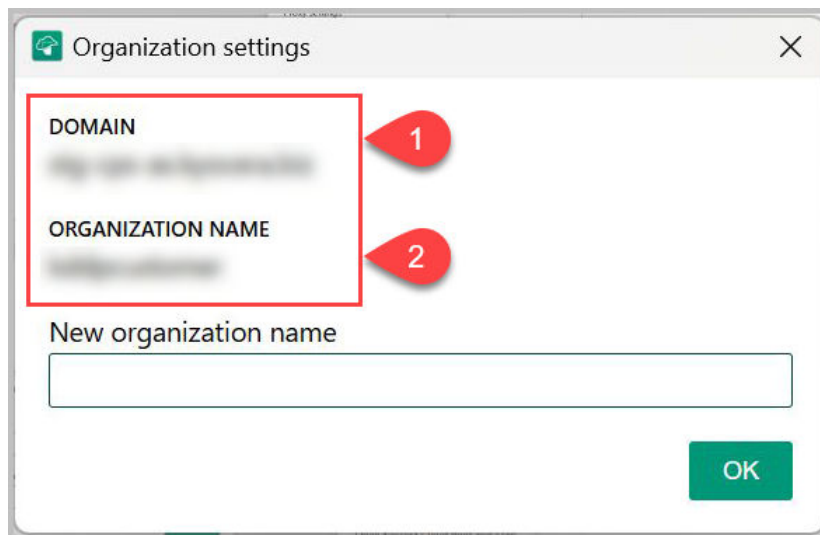 Organization settings
DOMAIN
1
ORGANIZATION NAME
2
New organization name
OK